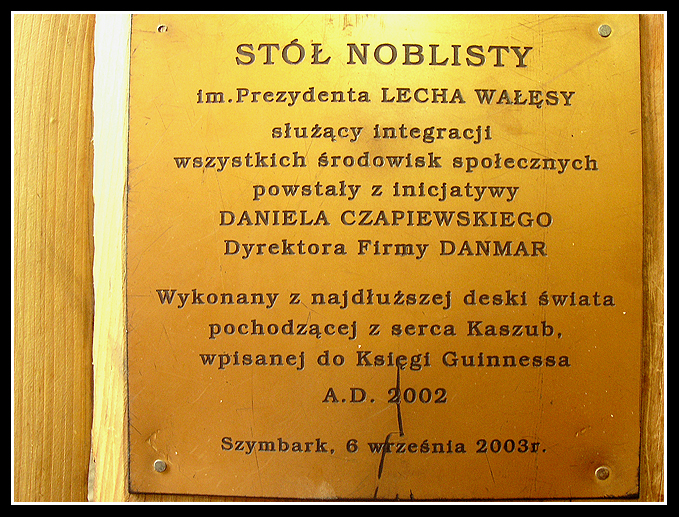 STÓŁ NOBLISTY
im.Prezydenta LECHA WAŁĘSY
służący integracji
wszystkich środowisk społecznych
powstały z inicjatywy
DANIELA CZAPIEWSKIEGO
Dyrektora Firmy DANMAR
Wykonany z najdłuższej deski świata
pochodzącej z serca Kaszub,
wpisanej do Księgi Guinnessa
A.D. 2002
Szymbark, 6 września 2003r.